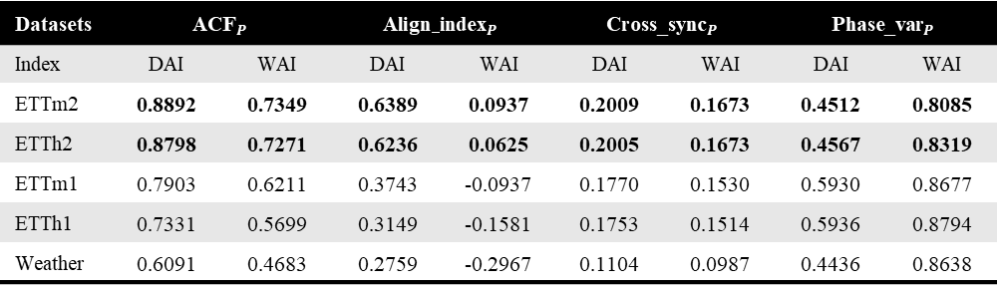 Datasets ACF_P Align_index_P Cross_sync_P Phase_var_P
Index DAI WAI DAI WAI DAI WAI DAI WAI
ETTm2 0.8892 0.7349 0.6389 0.0937 0.2009 0.1673 0.4512 0.8085
ETTh2 0.8798 0.7271 0.6236 0.0625 0.2005 0.1673 0.4567 0.8319
ETTm1 0.7903 0.6211 0.3743 -0.0937 0.1770 0.1530 0.5930 0.8677
ETTh1 0.7331 0.5699 0.3149 -0.1581 0.1753 0.1514 0.5936 0.8794
Weather 0.6091 0.4683 0.2759 -0.2967 0.1104 0.0987 0.4436 0.8638